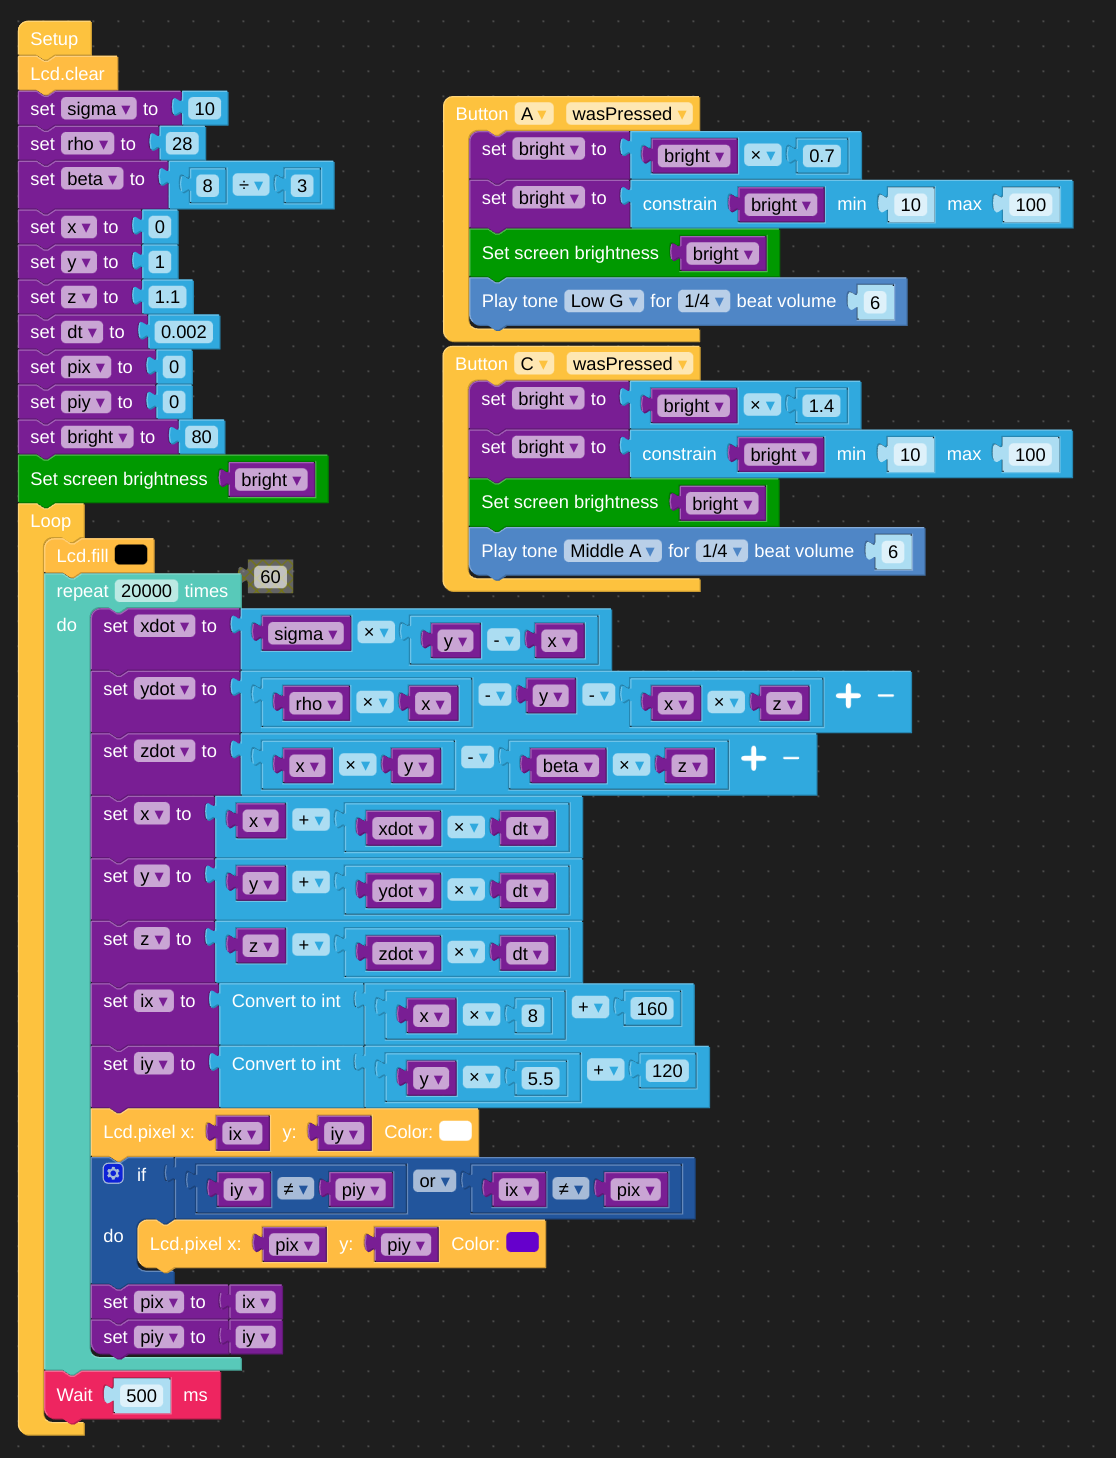 Setup
Lcd.clear
set sigma ▾ to 10
set rho ▾ to 28
set beta ▾ to 8 ÷ ▾ 3
set x ▾ to 0
set y ▾ to 1
set z ▾ to 1.1
set dt ▾ to 0.002
set pix ▾ to 0
set piy ▾ to 0
set bright ▾ to 80
Set screen brightness bright ▾
Loop
Lcd.fill
repeat 20000 times
60
do set xdot ▾ to sigma ▾ × ▾ y ▾ - ▾ x ▾
set ydot ▾ to rho ▾ × ▾ x ▾ - ▾ y ▾ - ▾ x ▾ × ▾ z ▾ + −
set zdot ▾ to x ▾ × ▾ y ▾ - ▾ beta ▾ × ▾ z ▾ + −
set x ▾ to x ▾ + ▾ xdot ▾ × ▾ dt ▾
set y ▾ to y ▾ + ▾ ydot ▾ × ▾ dt ▾
set z ▾ to z ▾ + ▾ zdot ▾ × ▾ dt ▾
set ix ▾ to Convert to int x ▾ × ▾ 8 + ▾ 160
set iy ▾ to Convert to int y ▾ × ▾ 5.5 + ▾ 120
Lcd.pixel x: ix ▾ y: iy ▾ Color:
if iy ▾ ≠ ▾ piy ▾ or ▾ ix ▾ ≠ ▾ pix ▾
do Lcd.pixel x: pix ▾ y: piy ▾ Color:
set pix ▾ to ix ▾
set piy ▾ to iy ▾
Wait 500 ms
Button A ▾ wasPressed ▾
set bright ▾ to bright ▾ × ▾ 0.7
set bright ▾ to constrain bright ▾ min 10 max 100
Set screen brightness bright ▾
Play tone Low G ▾ for 1/4 ▾ beat volume 6
Button C ▾ wasPressed ▾
set bright ▾ to bright ▾ × ▾ 1.4
set bright ▾ to constrain bright ▾ min 10 max 100
Set screen brightness bright ▾
Play tone Middle A ▾ for 1/4 ▾ beat volume 6